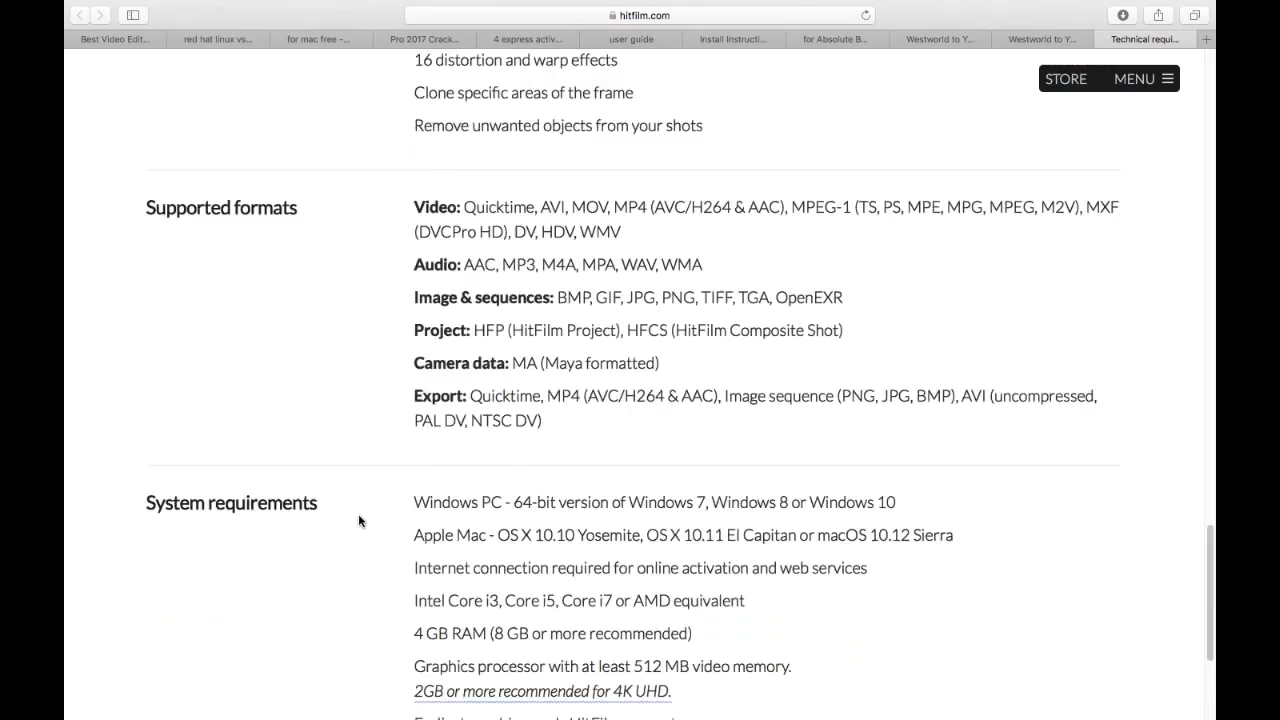 hitfilm.com
Best Video Edit...
red hat linux vs...
for mac free -...
Pro 2017 Crack...
4 express activ...
user guide
Install Instructi...
for Absolute B...
Westworld to Y...
Westworld to Y...
Technical requi...
STORE MENU
16 distortion and warp effects
Clone specific areas of the frame
Remove unwanted objects from your shots
Supported formats
Video: Quicktime, AVI, MOV, MP4 (AVC/H264 & AAC), MPEG-1 (TS, PS, MPE, MPG, MPEG, M2V), MXF
(DVCPro HD), DV, HDV, WMV
Audio: AAC, MP3, M4A, MPA, WAV, WMA
Image & sequences: BMP, GIF, JPG, PNG, TIFF, TGA, OpenEXR
Project: HFP (HitFilm Project), HFCS (HitFilm Composite Shot)
Camera data: MA (Maya formatted)
Export: Quicktime, MP4 (AVC/H264 & AAC), Image sequence (PNG, JPG, BMP), AVI (uncompressed,
PAL DV, NTSC DV)
System requirements
Windows PC - 64-bit version of Windows 7, Windows 8 or Windows 10
Apple Mac - OS X 10.10 Yosemite, OS X 10.11 El Capitan or macOS 10.12 Sierra
Internet connection required for online activation and web services
Intel Core i3, Core i5, Core i7 or AMD equivalent
4 GB RAM (8 GB or more recommended)
Graphics processor with at least 512 MB video memory.
2GB or more recommended for 4K UHD.